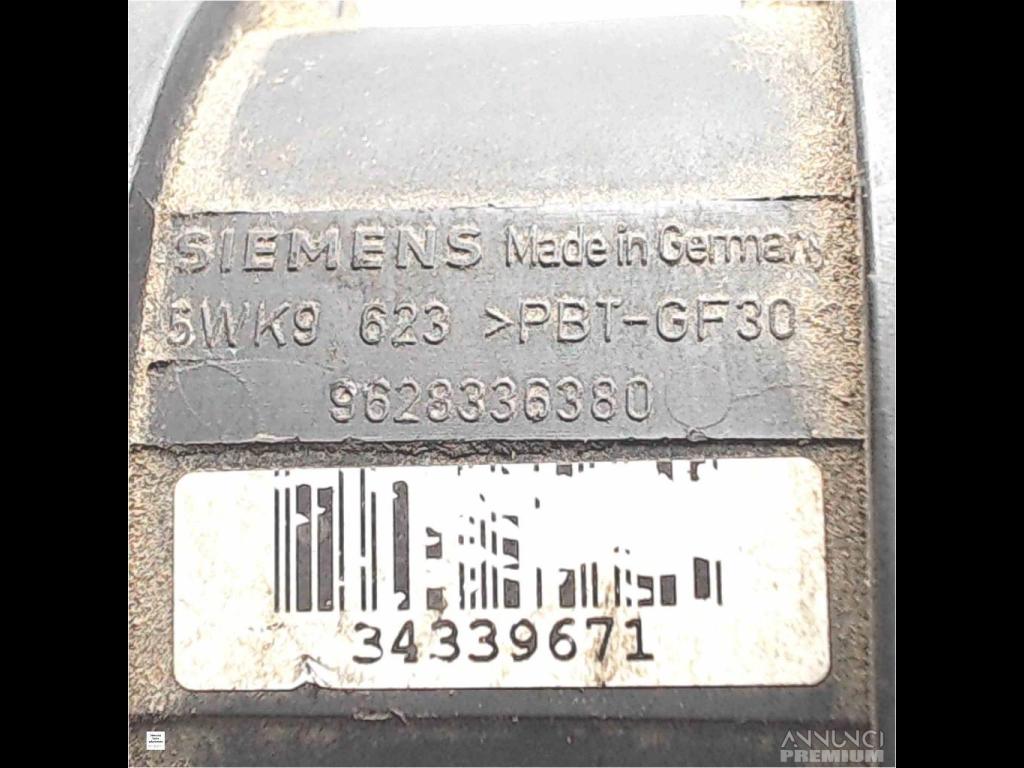 SIEMENS Made in Germany
5WK9 623 >PBT-GF30<
9628336380
34339671
ANNUNCI
PREMIUM